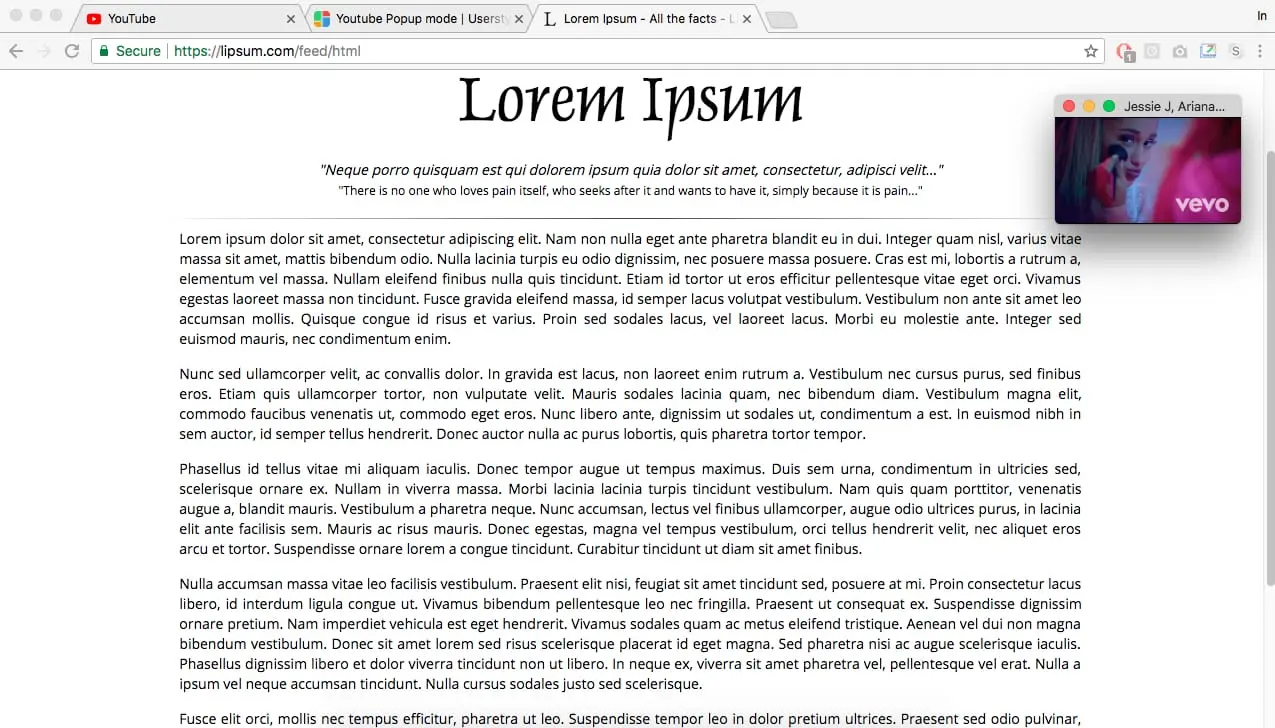 YouTube
Youtube Popup mode | Userst
Lorem Ipsum - All the facts - L
In
Secure
https://lipsum.com/feed/html
1
S
Lorem Ipsum
Jessie J, Ariana...
vevo
"Neque porro quisquam est qui dolorem ipsum quia dolor sit amet, consectetur, adipisci velit..."
"There is no one who loves pain itself, who seeks after it and wants to have it, simply because it is pain..."
Lorem ipsum dolor sit amet, consectetur adipiscing elit. Nam non nulla eget ante pharetra blandit eu in dui. Integer quam nisl, varius vitae
massa sit amet, mattis bibendum odio. Nulla lacinia turpis eu odio dignissim, nec posuere massa posuere. Cras est mi, lobortis a rutrum a,
elementum vel massa. Nullam eleifend finibus nulla quis tincidunt. Etiam id tortor ut eros efficitur pellentesque vitae eget orci. Vivamus
egestas laoreet massa non tincidunt. Fusce gravida eleifend massa, id semper lacus volutpat vestibulum. Vestibulum non ante sit amet leo
accumsan mollis. Quisque congue id risus et varius. Proin sed sodales lacus, vel laoreet lacus. Morbi eu molestie ante. Integer sed
euismod mauris, nec condimentum enim.
Nunc sed ullamcorper velit, ac convallis dolor. In gravida est lacus, non laoreet enim rutrum a. Vestibulum nec cursus purus, sed finibus
eros. Etiam quis ullamcorper tortor, non vulputate velit. Mauris sodales lacinia quam, nec bibendum diam. Vestibulum magna elit,
commodo faucibus venenatis ut, commodo eget eros. Nunc libero ante, dignissim ut sodales ut, condimentum a est. In euismod nibh in
sem auctor, id semper tellus hendrerit. Donec auctor nulla ac purus lobortis, quis pharetra tortor tempor.
Phasellus id tellus vitae mi aliquam iaculis. Donec tempor augue ut tempus maximus. Duis sem urna, condimentum in ultricies sed,
scelerisque ornare ex. Nullam in viverra massa. Morbi lacinia lacinia turpis tincidunt vestibulum. Nam quis quam porttitor, venenatis
augue a, blandit mauris. Vestibulum a pharetra neque. Nunc accumsan, lectus vel finibus ullamcorper, augue odio ultrices purus, in lacinia
elit ante facilisis sem. Mauris ac risus mauris. Donec egestas, magna vel tempus vestibulum, orci tellus hendrerit velit, nec aliquet eros
arcu et tortor. Suspendisse ornare lorem a congue tincidunt. Curabitur tincidunt ut diam sit amet finibus.
Nulla accumsan massa vitae leo facilisis vestibulum. Praesent elit nisi, feugiat sit amet tincidunt sed, posuere at mi. Proin consectetur lacus
libero, id interdum ligula congue ut. Vivamus bibendum pellentesque leo nec fringilla. Praesent ut consequat ex. Suspendisse dignissim
ornare pretium. Nam imperdiet vehicula est eget hendrerit. Vivamus sodales quam ac metus eleifend tristique. Aenean vel dui non magna
bibendum vestibulum. Donec sit amet lorem sed risus scelerisque placerat id eget magna. Sed pharetra nisi ac augue scelerisque iaculis.
Phasellus dignissim libero et dolor viverra tincidunt non ut libero. In neque ex, viverra sit amet pharetra vel, pellentesque vel erat. Nulla a
ipsum vel neque accumsan tincidunt. Nulla cursus sodales justo sed scelerisque.
Fusce elit orci, mollis nec tempus efficitur, pharetra ut leo. Suspendisse tempor leo in dolor pretium ultrices. Praesent sed odio pulvinar,